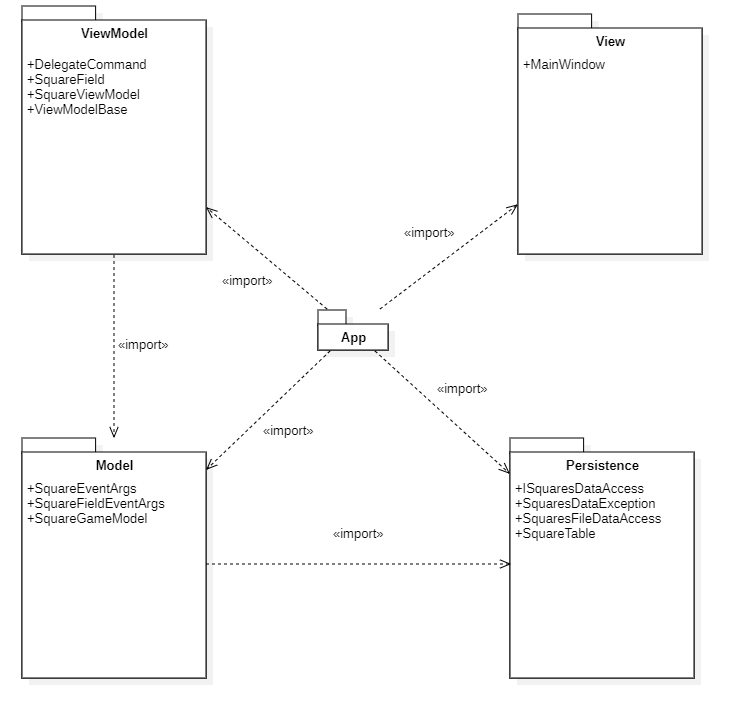 ViewModel
+DelegateCommand
+SquareField
+SquareViewModel
+ViewModelBase
View
+MainWindow
«import»
«import»
App
«import»
«import»
«import»
Model
+SquareEventArgs
+SquareFieldEventArgs
+SquareGameModel
Persistence
+ISquaresDataAccess
+SquaresDataException
+SquaresFileDataAccess
+SquareTable
«import»